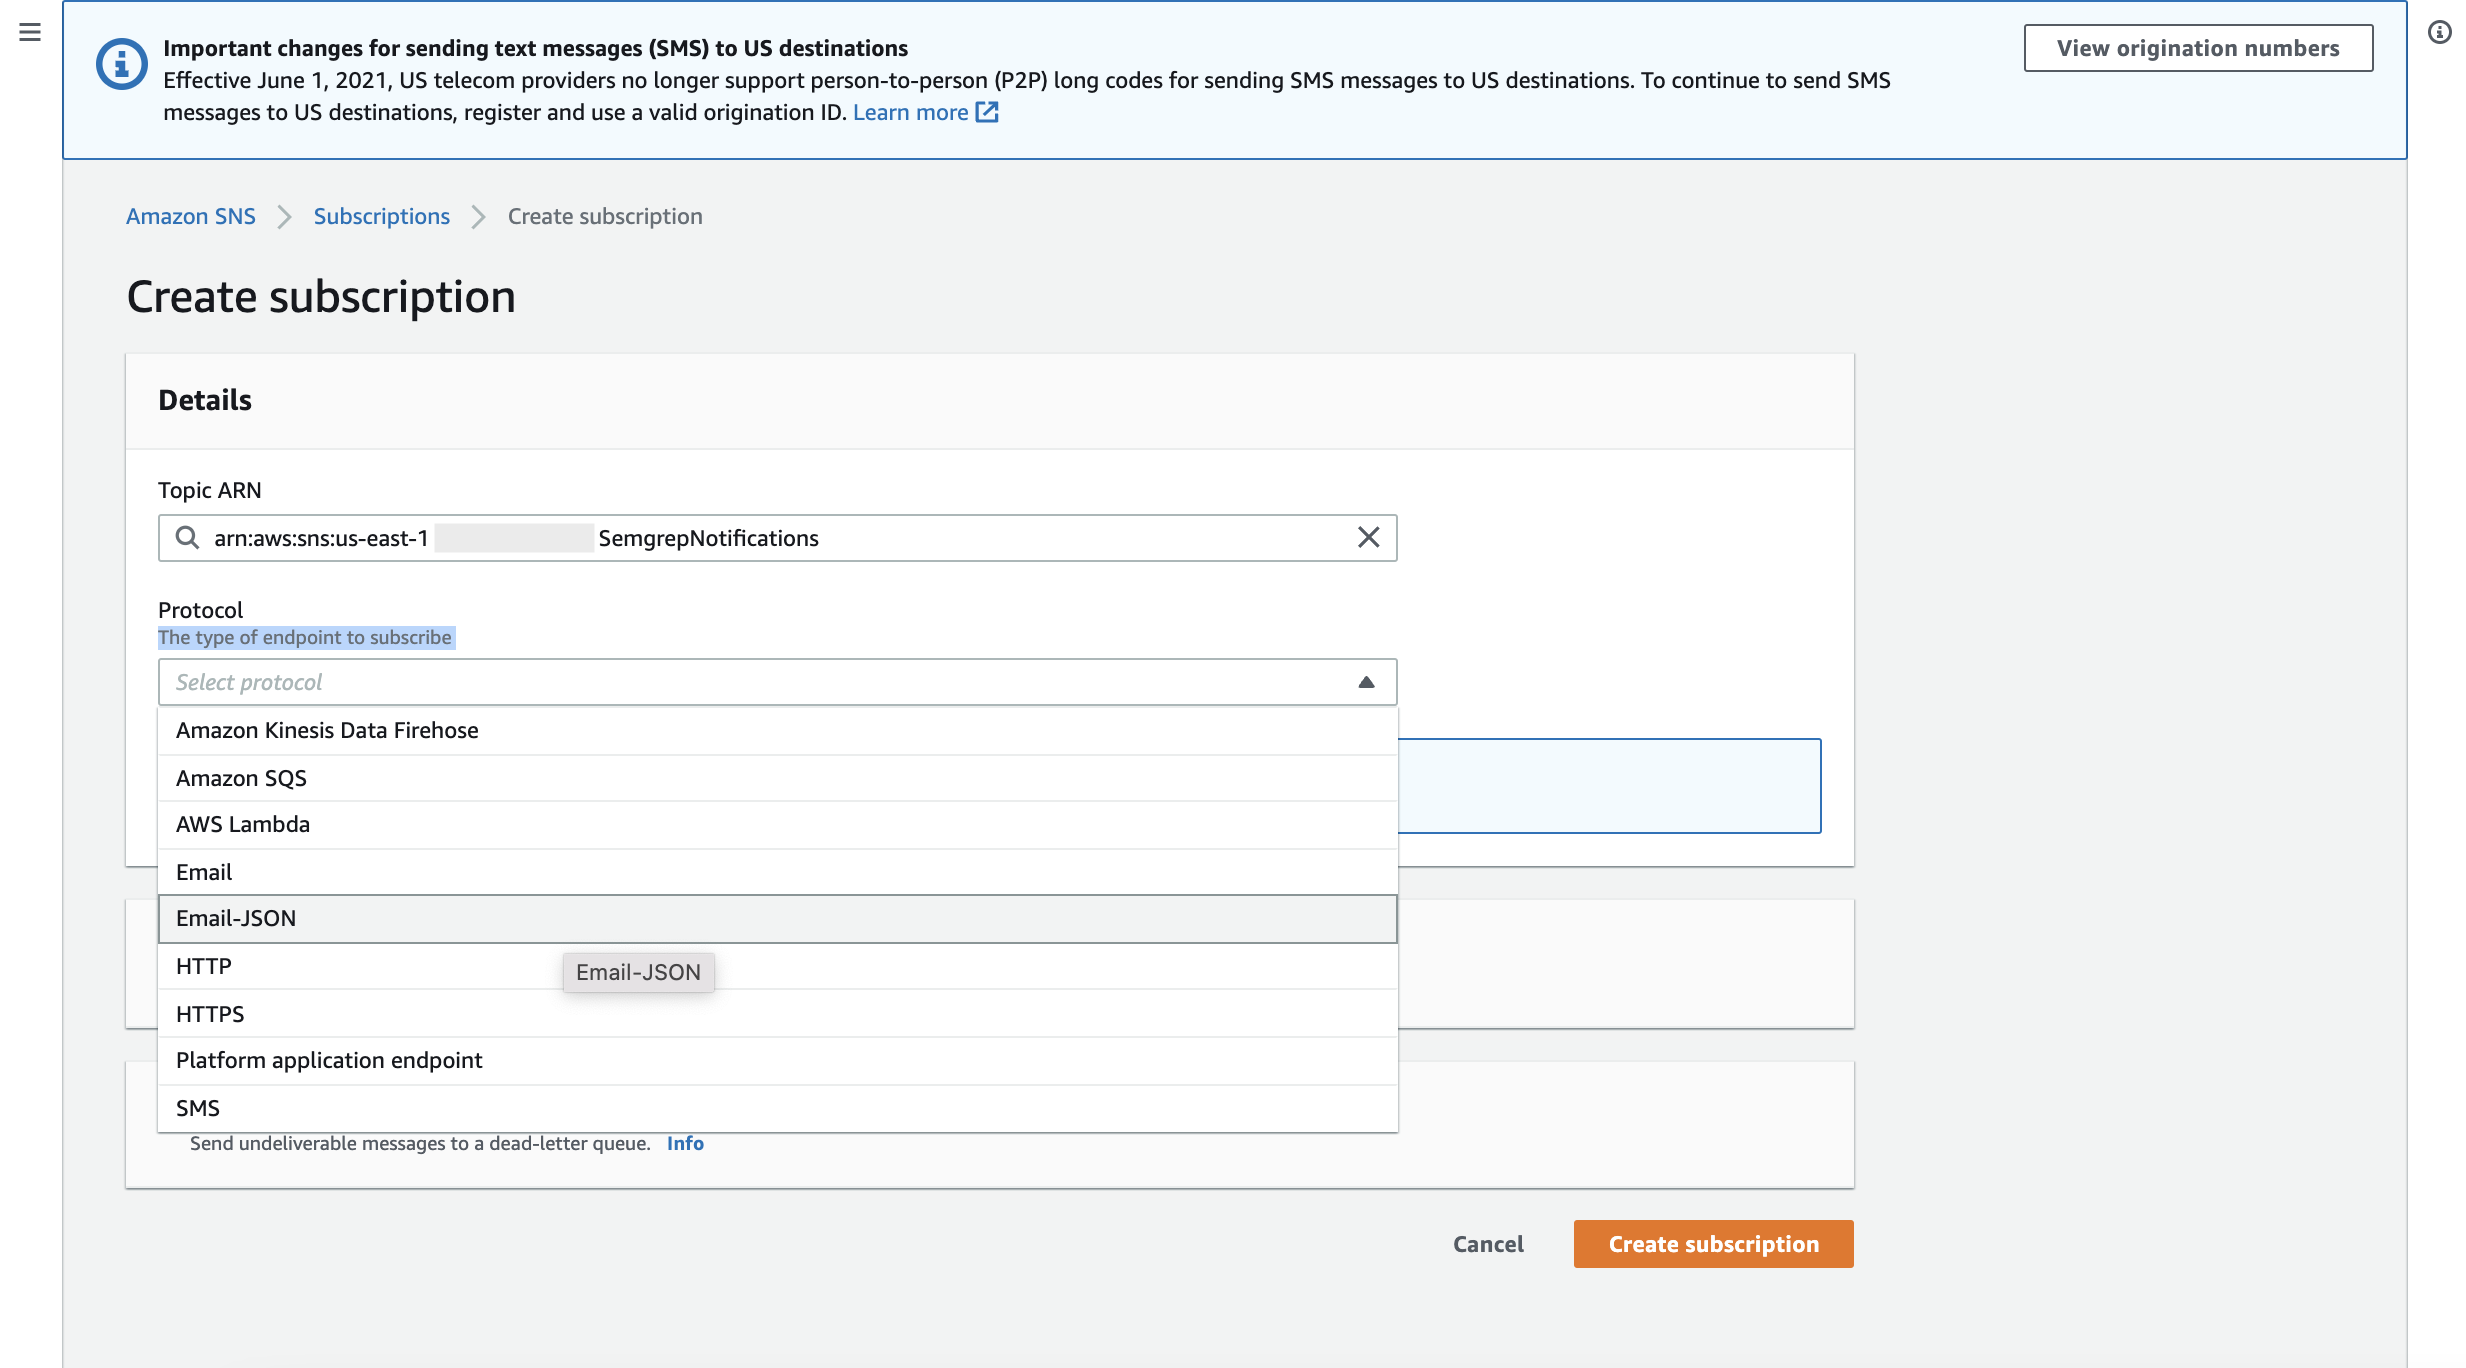 Important changes for sending text messages (SMS) to US destinations
Effective June 1, 2021, US telecom providers no longer support person-to-person (P2P) long codes for sending SMS messages to US destinations. To continue to send SMS
messages to US destinations, register and use a valid origination ID. Learn more
View origination numbers
Amazon SNS > Subscriptions > Create subscription
Create subscription
Details
Topic ARN
arn:aws:sns:us-east-1 SemgrepNotifications
Protocol
The type of endpoint to subscribe
Select protocol
Amazon Kinesis Data Firehose
Amazon SQS
AWS Lambda
Email
Email-JSON
HTTP
Email-JSON
HTTPS
Platform application endpoint
SMS
Send undeliverable messages to a dead-letter queue. Info
Cancel
Create subscription